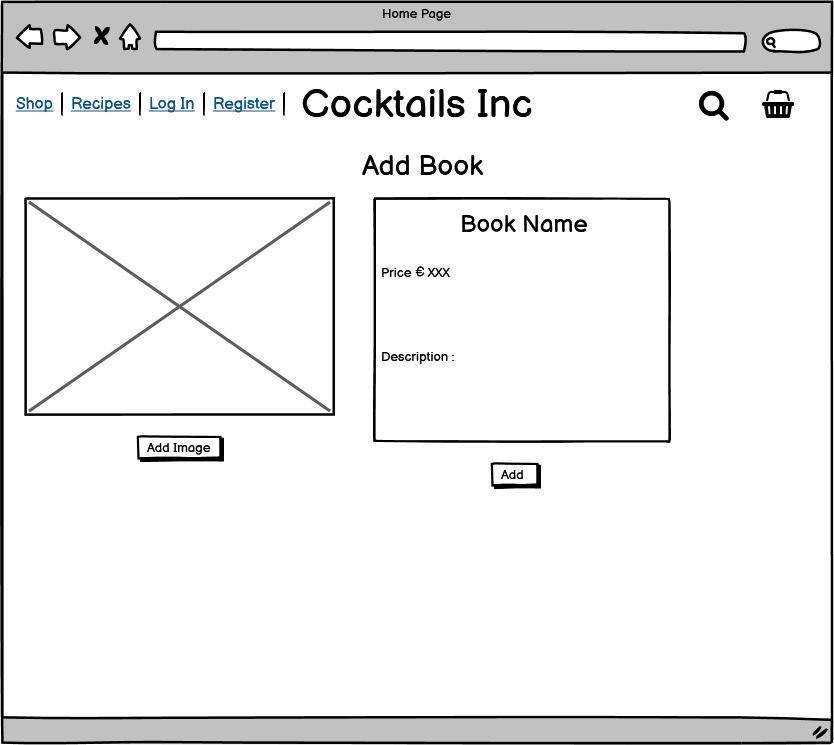 Home Page
Shop | Recipes | Log In | Register | Cocktails Inc
Add Book
Book Name
Price € XXX
Description :
Add Image
Add